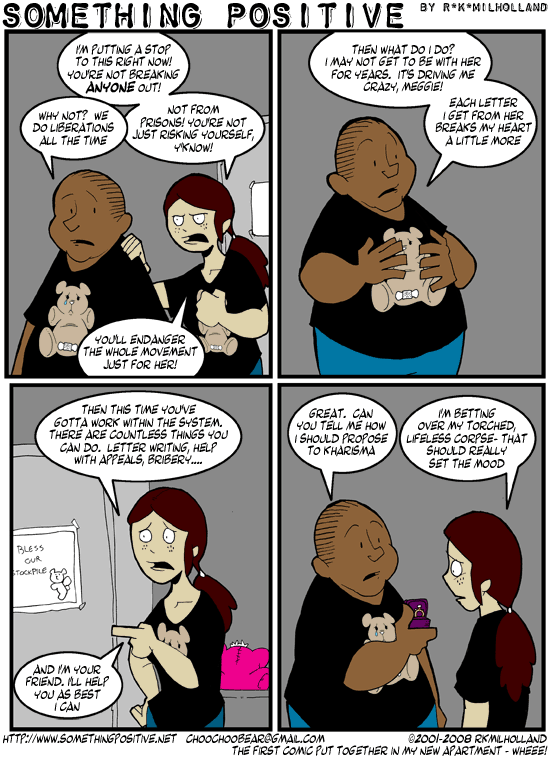 SOMETHING POSITIVE BY R*K*MILHOLLAND
I'M PUTTING A STOP
TO THIS RIGHT NOW!
YOU'RE NOT BREAKING
ANYONE OUT!
WHY NOT? WE
DO LIBERATIONS
ALL THE TIME
NOT FROM
PRISONS! YOU'RE NOT
JUST RISKING YOURSELF,
Y'KNOW!
YOU'LL ENDANGER
THE WHOLE MOVEMENT
JUST FOR HER!
THEN WHAT DO I DO?
I MAY NOT GET TO BE WITH HER
FOR YEARS. IT'S DRIVING ME
CRAZY, MEGGIE!
EACH LETTER
I GET FROM HER
BREAKS MY HEART
A LITTLE MORE
THEN THIS TIME YOU'VE
GOTTA WORK WITHIN THE SYSTEM.
THERE ARE COUNTLESS THINGS YOU
CAN DO. LETTER WRITING, HELP
WITH APPEALS, BRIBERY....
BLESS
OUR
STOCKPILE
AND I'M YOUR
FRIEND. I'LL HELP
YOU AS BEST
I CAN
GREAT. CAN
YOU TELL ME HOW
I SHOULD PROPOSE
TO KHARISMA
I'M BETTING
OVER MY TORCHED,
LIFELESS CORPSE- THAT
SHOULD REALLY
SET THE MOOD
HTTP://WWW.SOMETHINGPOSITIVE.NET CHOOCHOOBEAR@GMAIL.COM ©2001-2008 RKMILHOLLAND
THE FIRST COMIC PUT TOGETHER IN MY NEW APARTMENT - WHEEE!